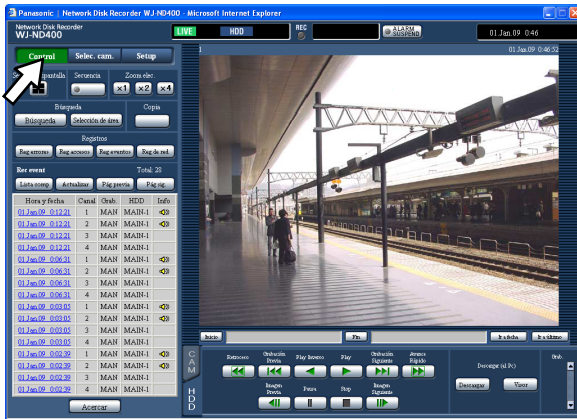 Panasonic | Network Disk Recorder WJ-ND400 - Microsoft Internet Explorer
Network Disk Recorder
WJ-ND400
LIVE HDD REC ALARM SUSPEND 01.Jan.09 0:46
Control Selec. cam. Setup
1 01.Jan.09 0:46:52
Secuencia Zoom elec.
x1 x2 x4
Búsqueda Copia
Búsqueda Selección de área
Registros
Reg errores Reg accesos Reg eventos Reg de red
Rec event Total: 28
Lista comp Actualizar Pág previa Pág sig.
Hora y fecha Canal Grab. HDD Info
01.Jan.09 0:12:21 1 MAN MAIN-1
01.Jan.09 0:12:21 2 MAN MAIN-1
01.Jan.09 0:12:21 3 MAN MAIN-1
01.Jan.09 0:12:21 4 MAN MAIN-1
01.Jan.09 0:06:31 1 MAN MAIN-1
01.Jan.09 0:06:31 2 MAN MAIN-1
01.Jan.09 0:06:31 3 MAN MAIN-1
01.Jan.09 0:06:31 4 MAN MAIN-1
01.Jan.09 0:03:05 1 MAN MAIN-1
01.Jan.09 0:03:05 2 MAN MAIN-1
01.Jan.09 0:03:05 3 MAN MAIN-1
01.Jan.09 0:03:05 4 MAN MAIN-1
01.Jan.09 0:02:39 1 MAN MAIN-1
01.Jan.09 0:02:39 2 MAN MAIN-1
01.Jan.09 0:02:39 3 MAN MAIN-1
01.Jan.09 0:02:39 4 MAN MAIN-1
Acercar
Inicio Fin Ir a fecha Ir a último
CAM
HDD
Retroceso Grabación Previa Play Inverso Play Grabación Siguiente Avance Rápido
Imagen Previa Pausa Stop Imagen Siguiente
Descargar (al Pc)
Descargar Visor
Grab.